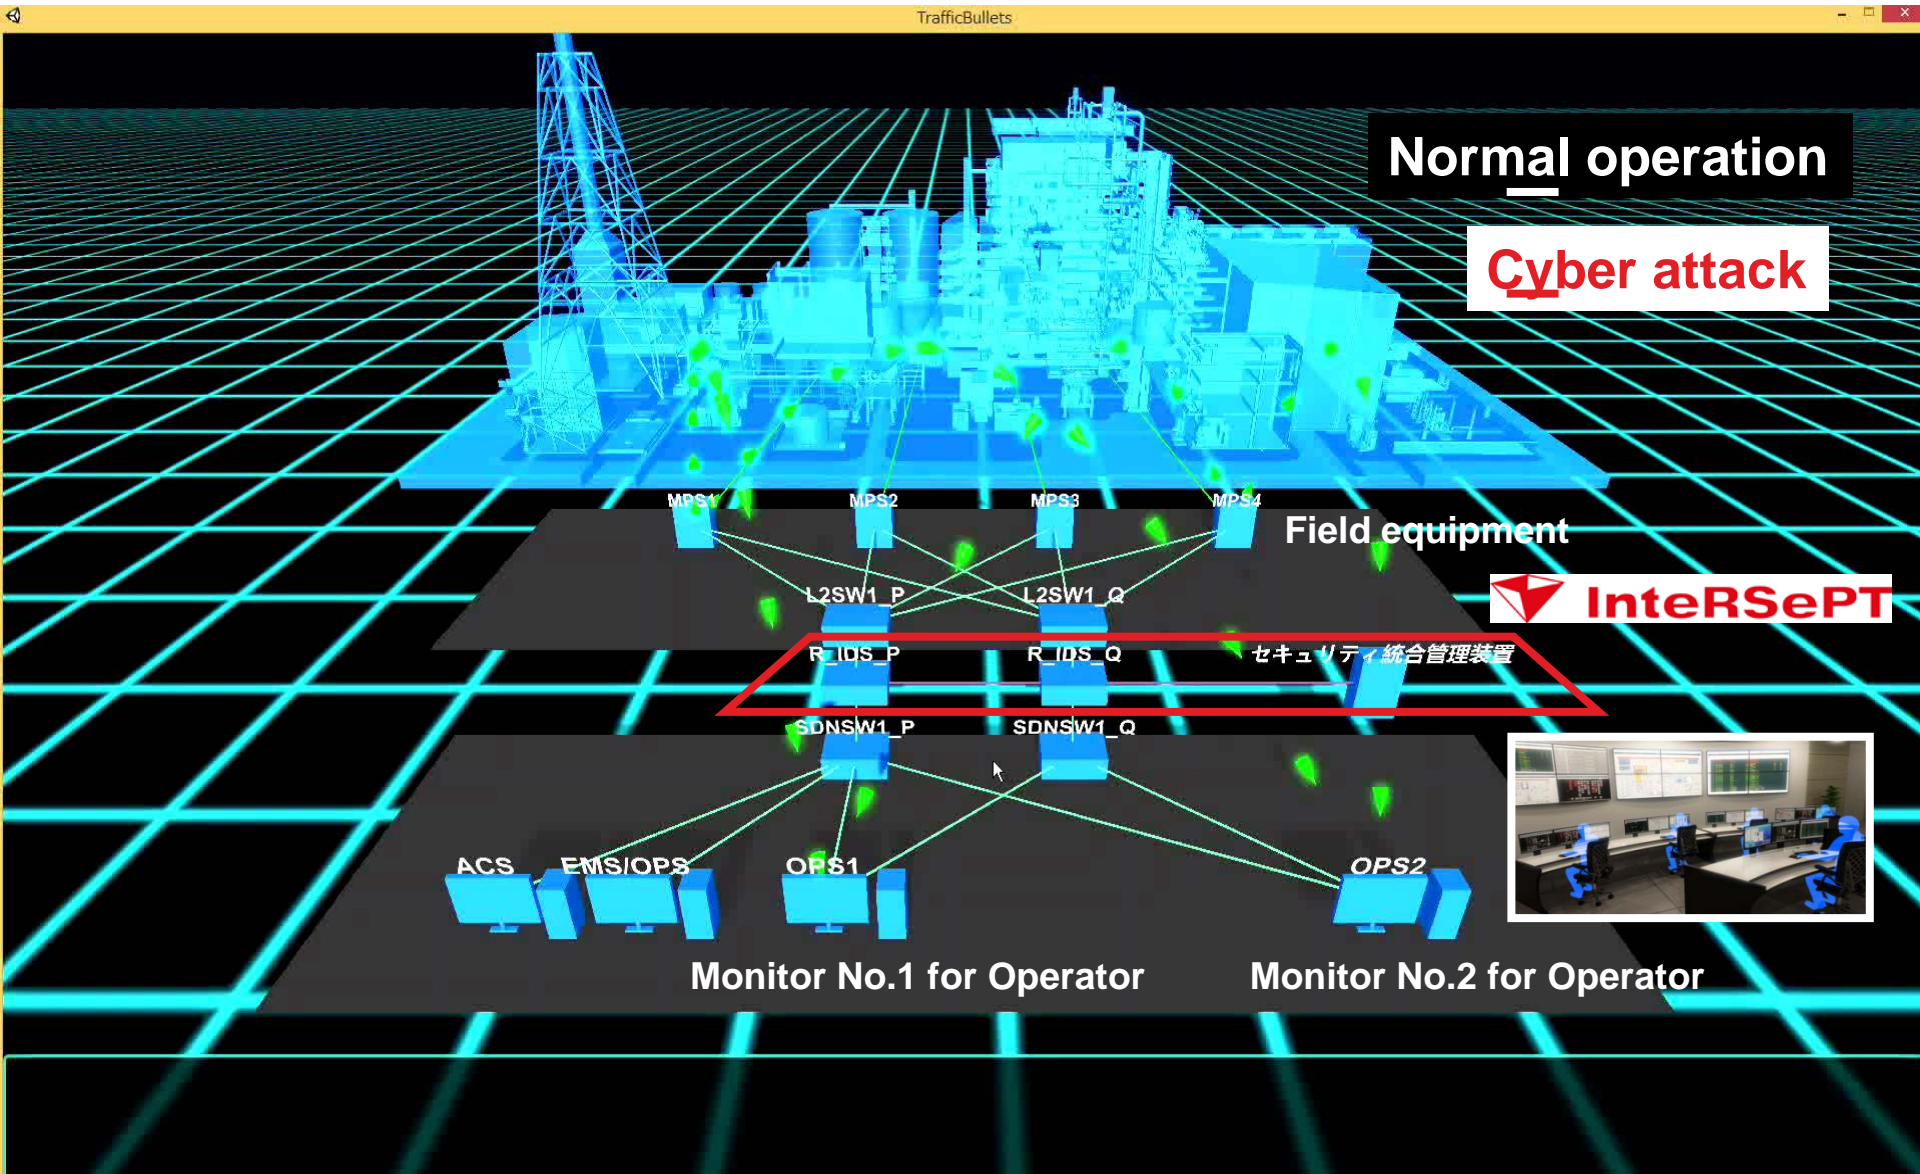 TrafficBullets
Normal operation
Cyber attack
MPS1
MPS2
MPS3
MPS4
Field equipment
L2SW1_P
L2SW1_Q
InteRSePT
R_IDS_P
R_IDS_Q
セキュリティ統合管理装置
SDNSW1_P
SDNSW1_Q
ACS
EMS/OPS
OPS1
OPS2
Monitor No.1 for Operator
Monitor No.2 for Operator